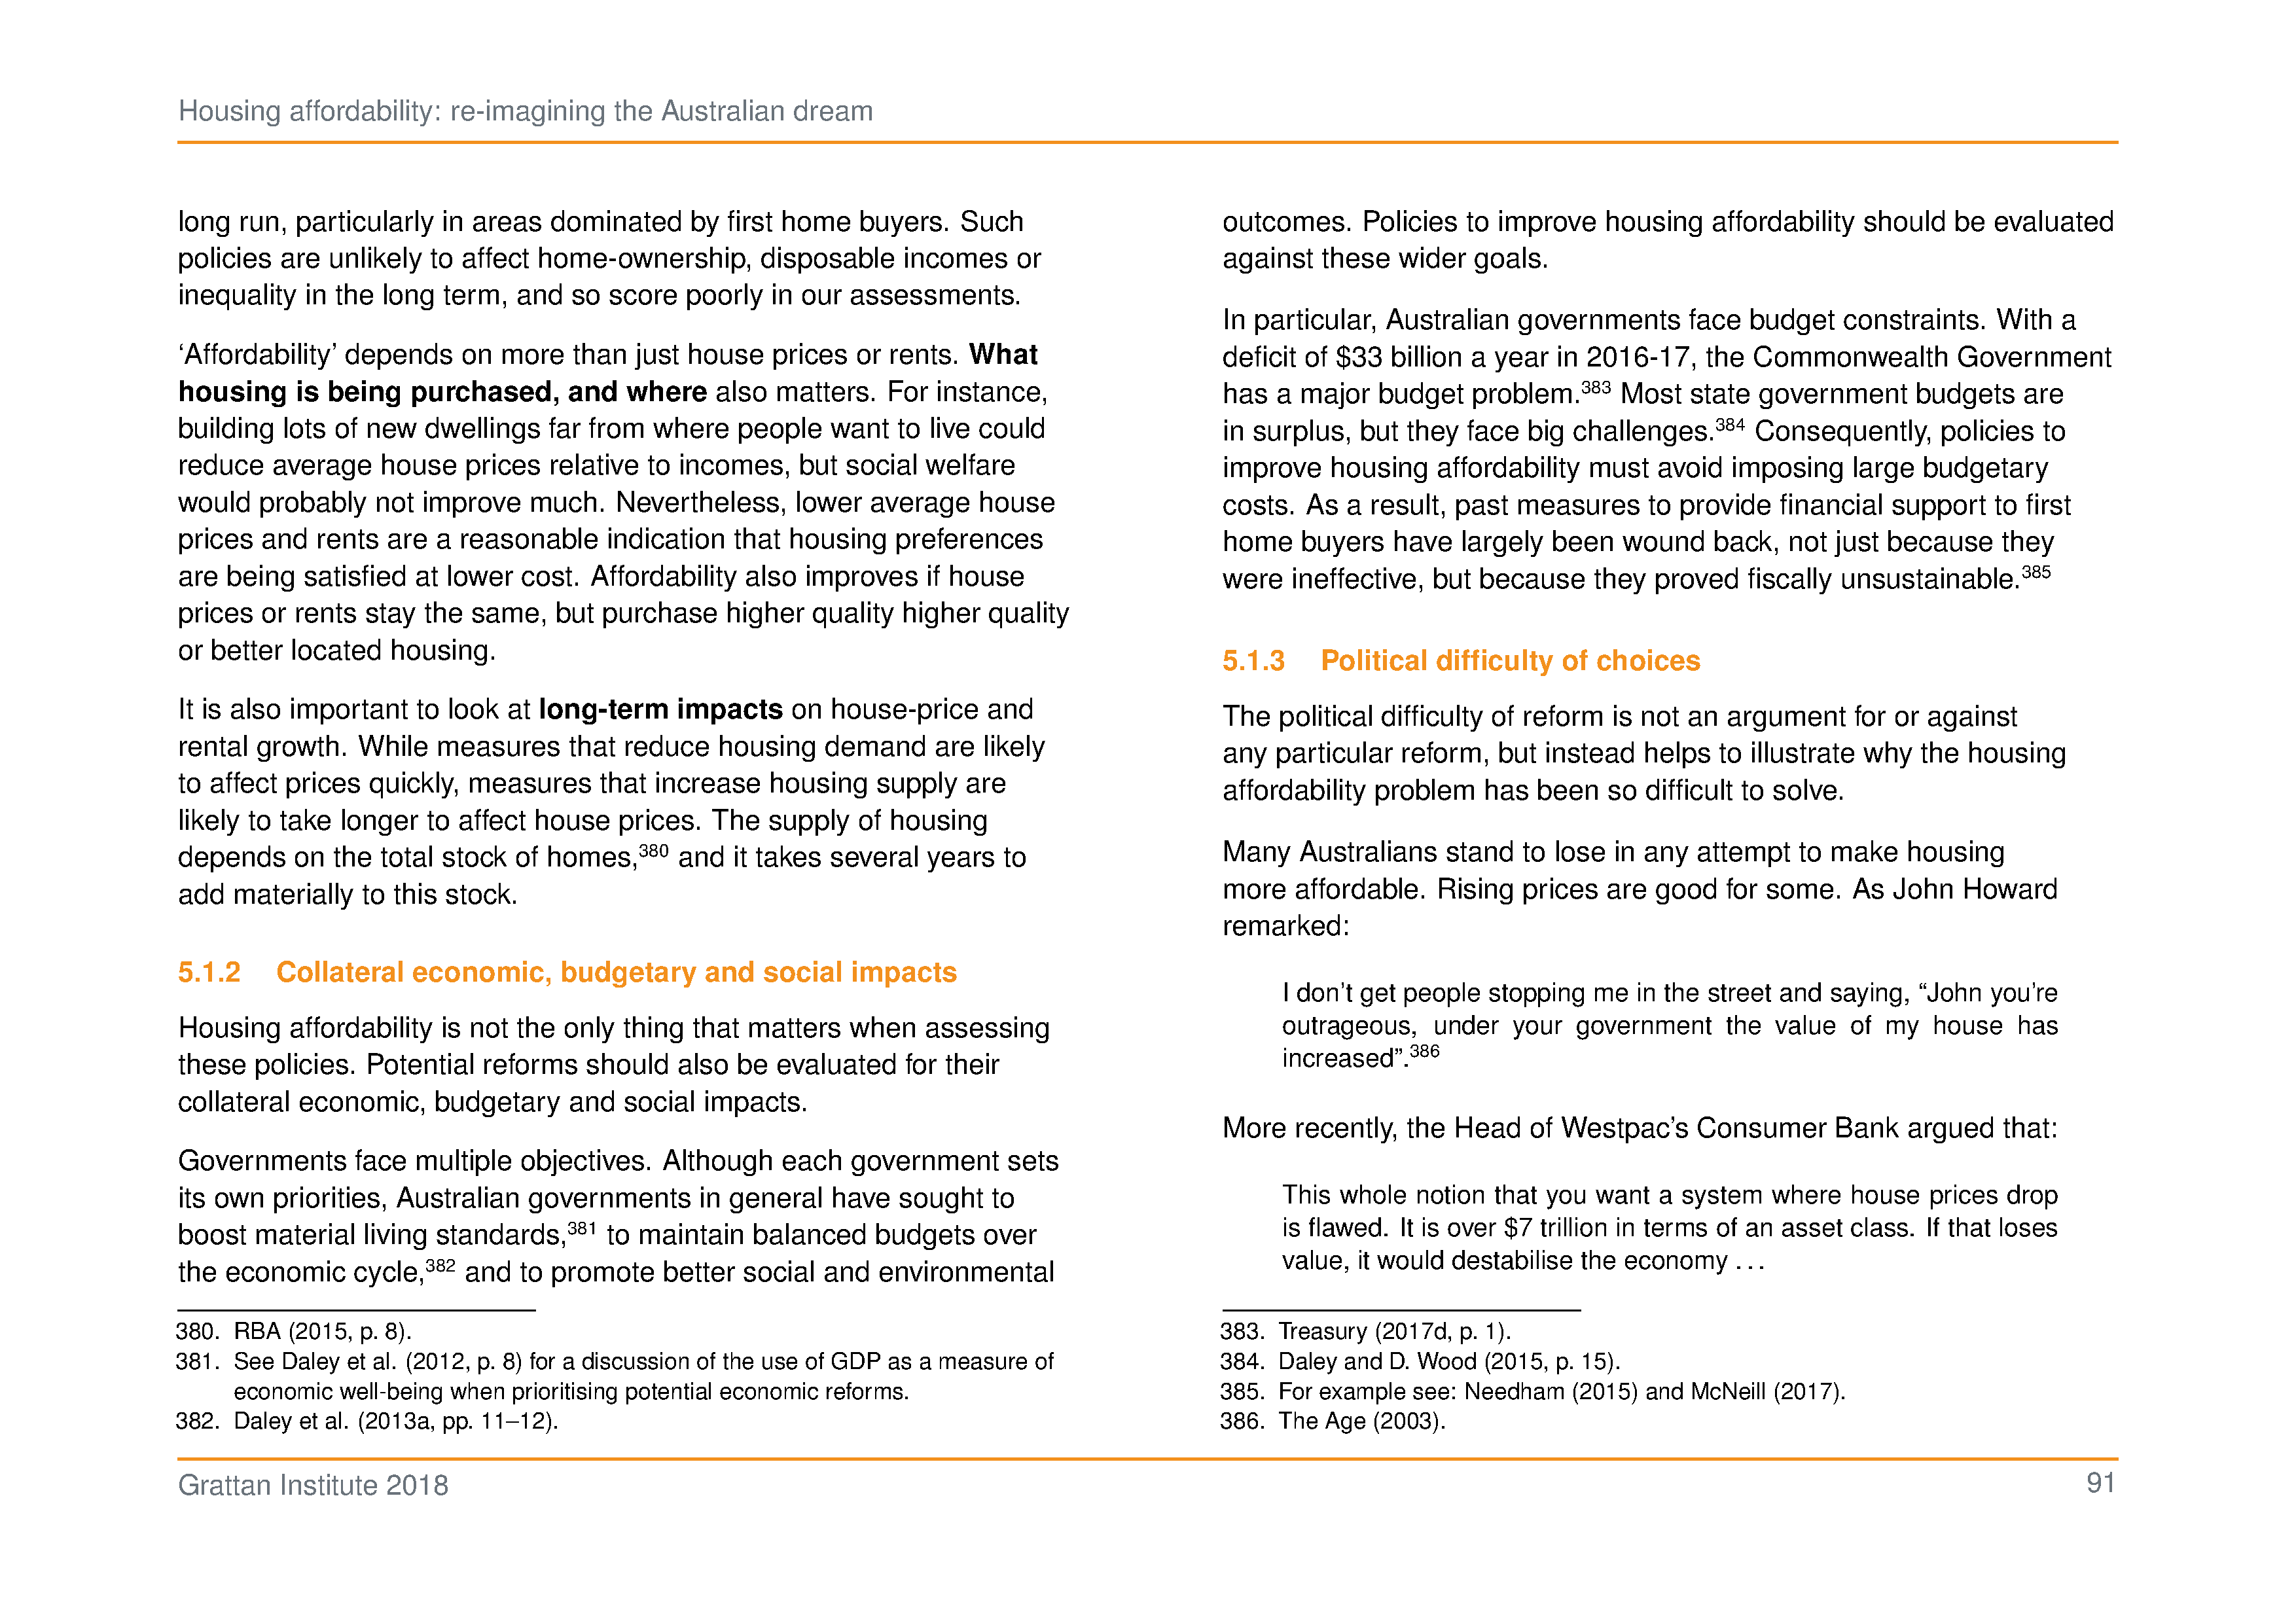 Housing affordability: re-imagining the Australian dream
long run, particularly in areas dominated by first home buyers. Such
policies are unlikely to affect home-ownership, disposable incomes or
inequality in the long term, and so score poorly in our assessments.
‘Affordability’ depends on more than just house prices or rents. What
housing is being purchased, and where also matters. For instance,
building lots of new dwellings far from where people want to live could
reduce average house prices relative to incomes, but social welfare
would probably not improve much. Nevertheless, lower average house
prices and rents are a reasonable indication that housing preferences
are being satisfied at lower cost. Affordability also improves if house
prices or rents stay the same, but purchase higher quality higher quality
or better located housing.
It is also important to look at long-term impacts on house-price and
rental growth. While measures that reduce housing demand are likely
to affect prices quickly, measures that increase housing supply are
likely to take longer to affect house prices. The supply of housing
depends on the total stock of homes,380 and it takes several years to
add materially to this stock.
5.1.2 Collateral economic, budgetary and social impacts
Housing affordability is not the only thing that matters when assessing
these policies. Potential reforms should also be evaluated for their
collateral economic, budgetary and social impacts.
Governments face multiple objectives. Although each government sets
its own priorities, Australian governments in general have sought to
boost material living standards,381 to maintain balanced budgets over
the economic cycle,382 and to promote better social and environmental
380. RBA (2015, p. 8).
381. See Daley et al. (2012, p. 8) for a discussion of the use of GDP as a measure of
economic well-being when prioritising potential economic reforms.
382. Daley et al. (2013a, pp. 11–12).
outcomes. Policies to improve housing affordability should be evaluated
against these wider goals.
In particular, Australian governments face budget constraints. With a
deficit of $33 billion a year in 2016-17, the Commonwealth Government
has a major budget problem.383 Most state government budgets are
in surplus, but they face big challenges.384 Consequently, policies to
improve housing affordability must avoid imposing large budgetary
costs. As a result, past measures to provide financial support to first
home buyers have largely been wound back, not just because they
were ineffective, but because they proved fiscally unsustainable.385
5.1.3 Political difficulty of choices
The political difficulty of reform is not an argument for or against
any particular reform, but instead helps to illustrate why the housing
affordability problem has been so difficult to solve.
Many Australians stand to lose in any attempt to make housing
more affordable. Rising prices are good for some. As John Howard
remarked:
I don’t get people stopping me in the street and saying, “John you’re
outrageous, under your government the value of my house has
increased”.386
More recently, the Head of Westpac’s Consumer Bank argued that:
This whole notion that you want a system where house prices drop
is flawed. It is over $7 trillion in terms of an asset class. If that loses
value, it would destabilise the economy . . .
383. Treasury (2017d, p. 1).
384. Daley and D. Wood (2015, p. 15).
385. For example see: Needham (2015) and McNeill (2017).
386. The Age (2003).
Grattan Institute 2018
91